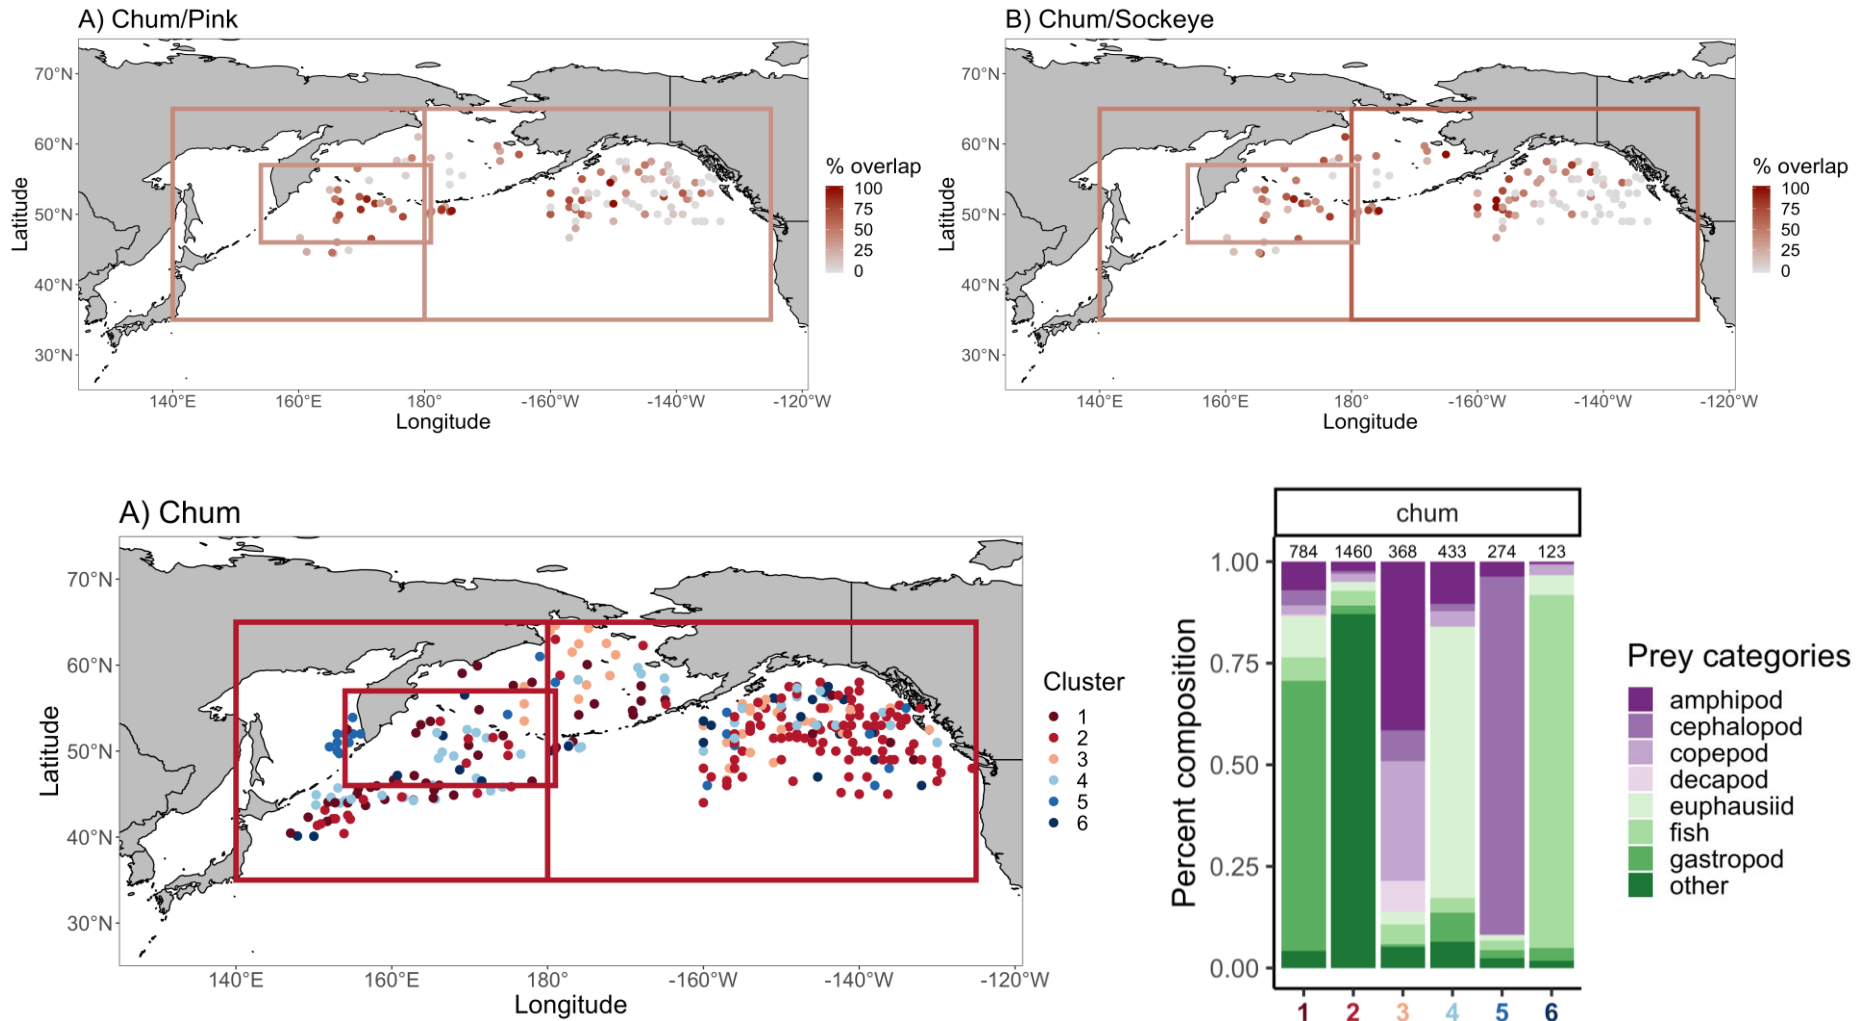 A) Chum/Pink
70°N
60°N
50°N
40°N
30°N
Latitude
140°E 160°E 180° -160°W -140°W -120°W
Longitude
% overlap
100
75
50
25
0
B) Chum/Sockeye
70°N
60°N
50°N
40°N
30°N
Latitude
140°E 160°E 180° -160°W -140°W -120°W
Longitude
% overlap
100
75
50
25
0
A) Chum
70°N
60°N
50°N
40°N
30°N
Latitude
140°E 160°E 180° -160°W -140°W -120°W
Longitude
Cluster
1
2
3
4
5
6
chum
784 1460 368 433 274 123
1.00
0.75
0.50
0.25
0.00
Percent composition
1 2 3 4 5 6
Prey categories
amphipod
cephalopod
copepod
decapod
euphausiid
fish
gastropod
other